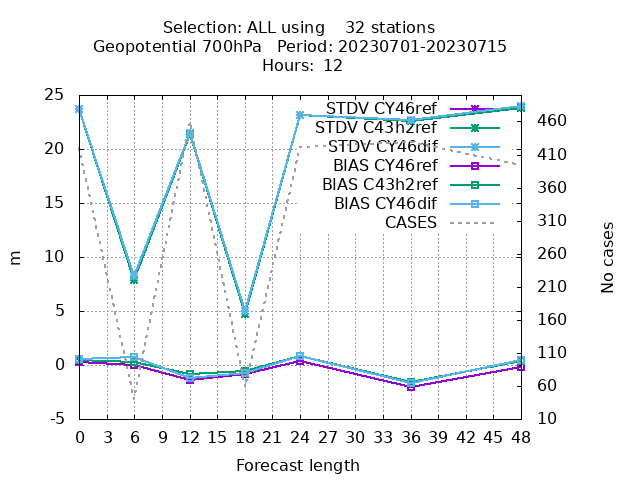 Selection: ALL using    32 stations
Geopotential 700hPa   Period: 20230701-20230715
Hours:  12
STDV CY46ref
STDV C43h2ref
STDV CY46dif
BIAS CY46ref
BIAS C43h2ref
BIAS CY46dif
CASES
25
20
15
10
5
0
-5
m
460
410
360
310
260
210
160
110
60
10
No cases
0 3 6 9 12 15 18 21 24 27 30 33 36 39 42 45 48
Forecast length